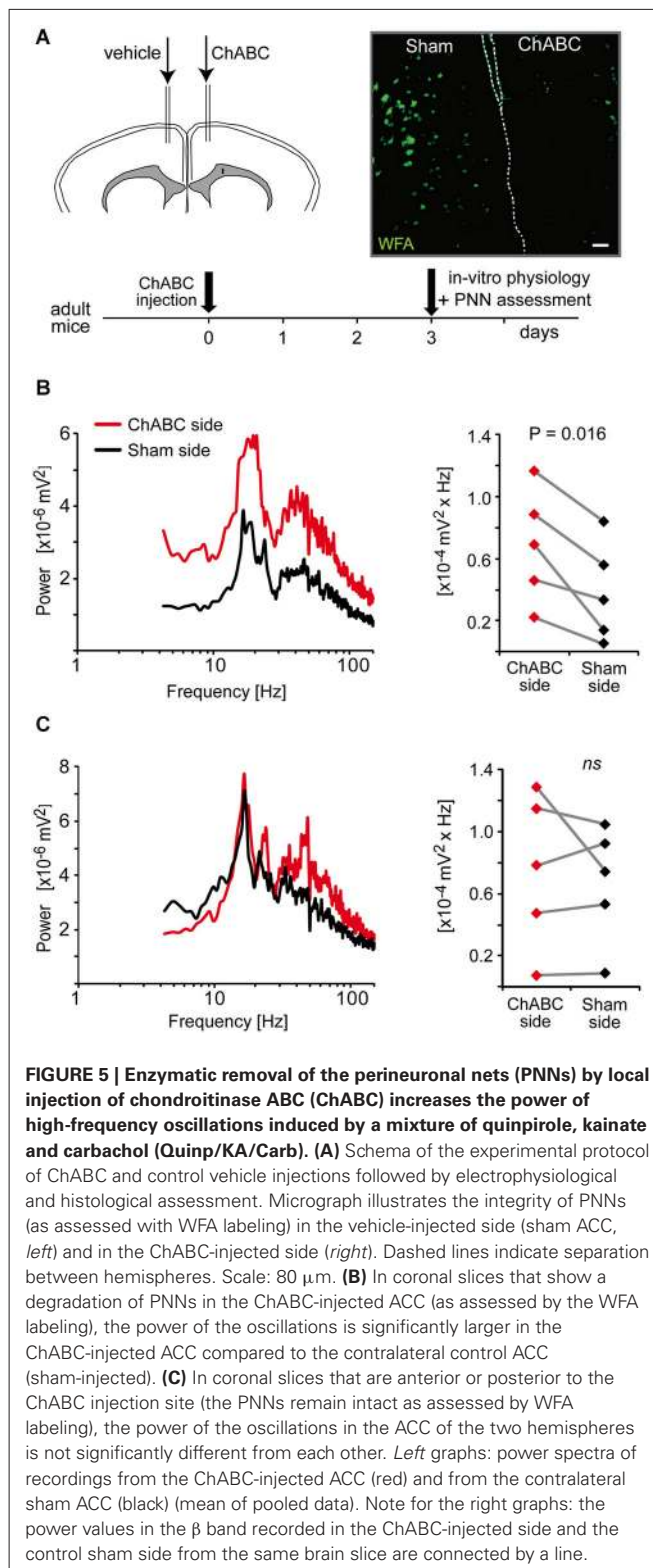 A
vehicle
ChABC
Sham
ChABC
WFA
ChABC
injection
in-vitro physiology
+ PNN assessment
adult
mice
0
1
2
3
days
B
ChABC side
Sham side
6
4
2
Power [x10-6 mV2]
1
10
100
Frequency [Hz]
P = 0.016
1.4
1.0
0.6
0.2
[x10-4 mV2 x Hz]
ChABC
side
Sham
side
C
8
6
4
2
Power [x10-6 mV2]
1
10
100
Frequency [Hz]
ns
1.4
1.0
0.6
0.2
[x10-4 mV2 x Hz]
ChABC
side
Sham
side
FIGURE 5 | Enzymatic removal of the perineuronal nets (PNNs) by local
injection of chondroitinase ABC (ChABC) increases the power of
high-frequency oscillations induced by a mixture of quinpirole, kainate
and carbachol (Quinp/KA/Carb). (A) Schema of the experimental protocol
of ChABC and control vehicle injections followed by electrophysiological
and histological assessment. Micrograph illustrates the integrity of PNNs
(as assessed with WFA labeling) in the vehicle-injected side (sham ACC,
left) and in the ChABC-injected side (right). Dashed lines indicate separation
between hemispheres. Scale: 80 μm. (B) In coronal slices that show a
degradation of PNNs in the ChABC-injected ACC (as assessed by the WFA
labeling), the power of the oscillations is significantly larger in the
ChABC-injected ACC compared to the contralateral control ACC
(sham-injected). (C) In coronal slices that are anterior or posterior to the
ChABC injection site (the PNNs remain intact as assessed by WFA
labeling), the power of the oscillations in the ACC of the two hemispheres
is not significantly different from each other. Left graphs: power spectra of
recordings from the ChABC-injected ACC (red) and from the contralateral
sham ACC (black) (mean of pooled data). Note for the right graphs: the
power values in the β band recorded in the ChABC-injected side and the
control sham side from the same brain slice are connected by a line.